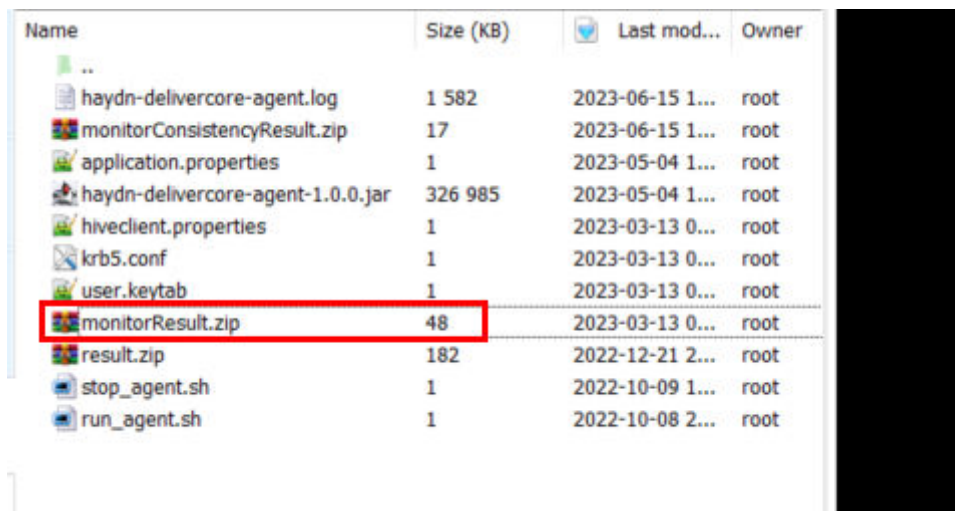 Name Size (KB) Last mod... Owner
..
haydn-delivercore-agent.log 1 582 2023-06-15 1... root
monitorConsistencyResult.zip 17 2023-06-15 1... root
application.properties 1 2023-05-04 1... root
haydn-delivercore-agent-1.0.0.jar 326 985 2023-05-04 1... root
hiveclient.properties 1 2023-03-13 0... root
krb5.conf 1 2023-03-13 0... root
user.keytab 1 2023-03-13 0... root
monitorResult.zip 48 2023-03-13 0... root
result.zip 182 2022-12-21 2... root
stop_agent.sh 1 2022-10-09 1... root
run_agent.sh 1 2022-10-08 2... root